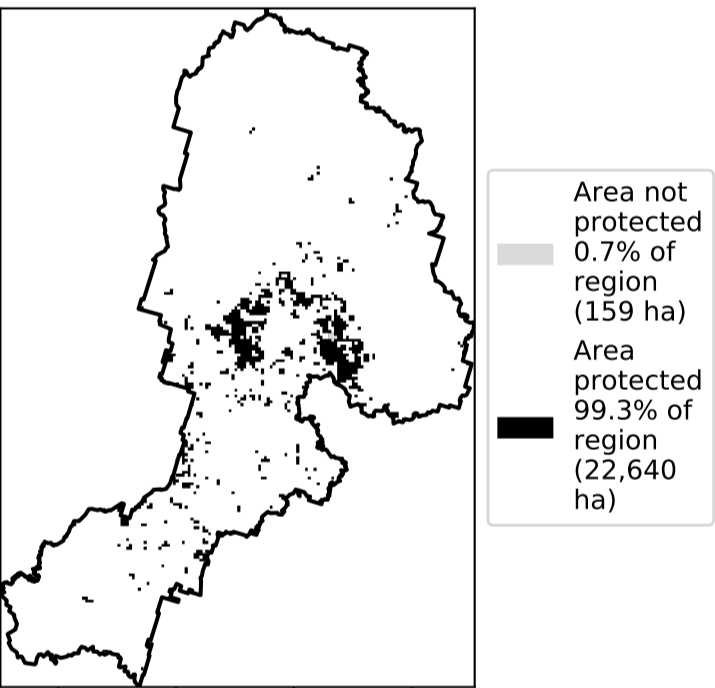 Area not
protected
0.7% of
region
(159 ha)
Area
protected
99.3% of
region
(22,640
ha)